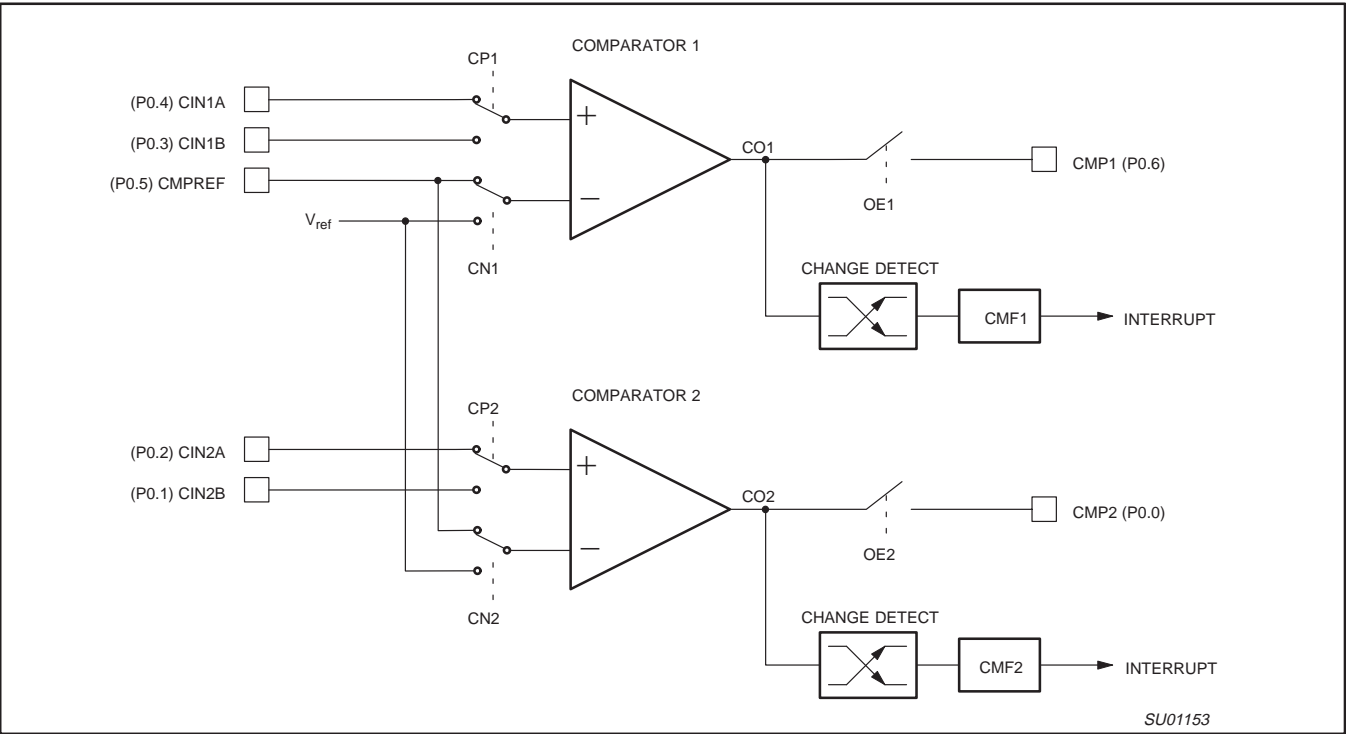 COMPARATOR 1
CP1
(P0.4) CIN1A
+
(P0.3) CIN1B
CO1
CMP1 (P0.6)
(P0.5) CMPREF
−
OE1
Vref
CN1
CHANGE DETECT
CMF1
INTERRUPT
COMPARATOR 2
CP2
(P0.2) CIN2A
+
(P0.1) CIN2B
CO2
CMP2 (P0.0)
−
OE2
CN2
CHANGE DETECT
CMF2
INTERRUPT
SU01153